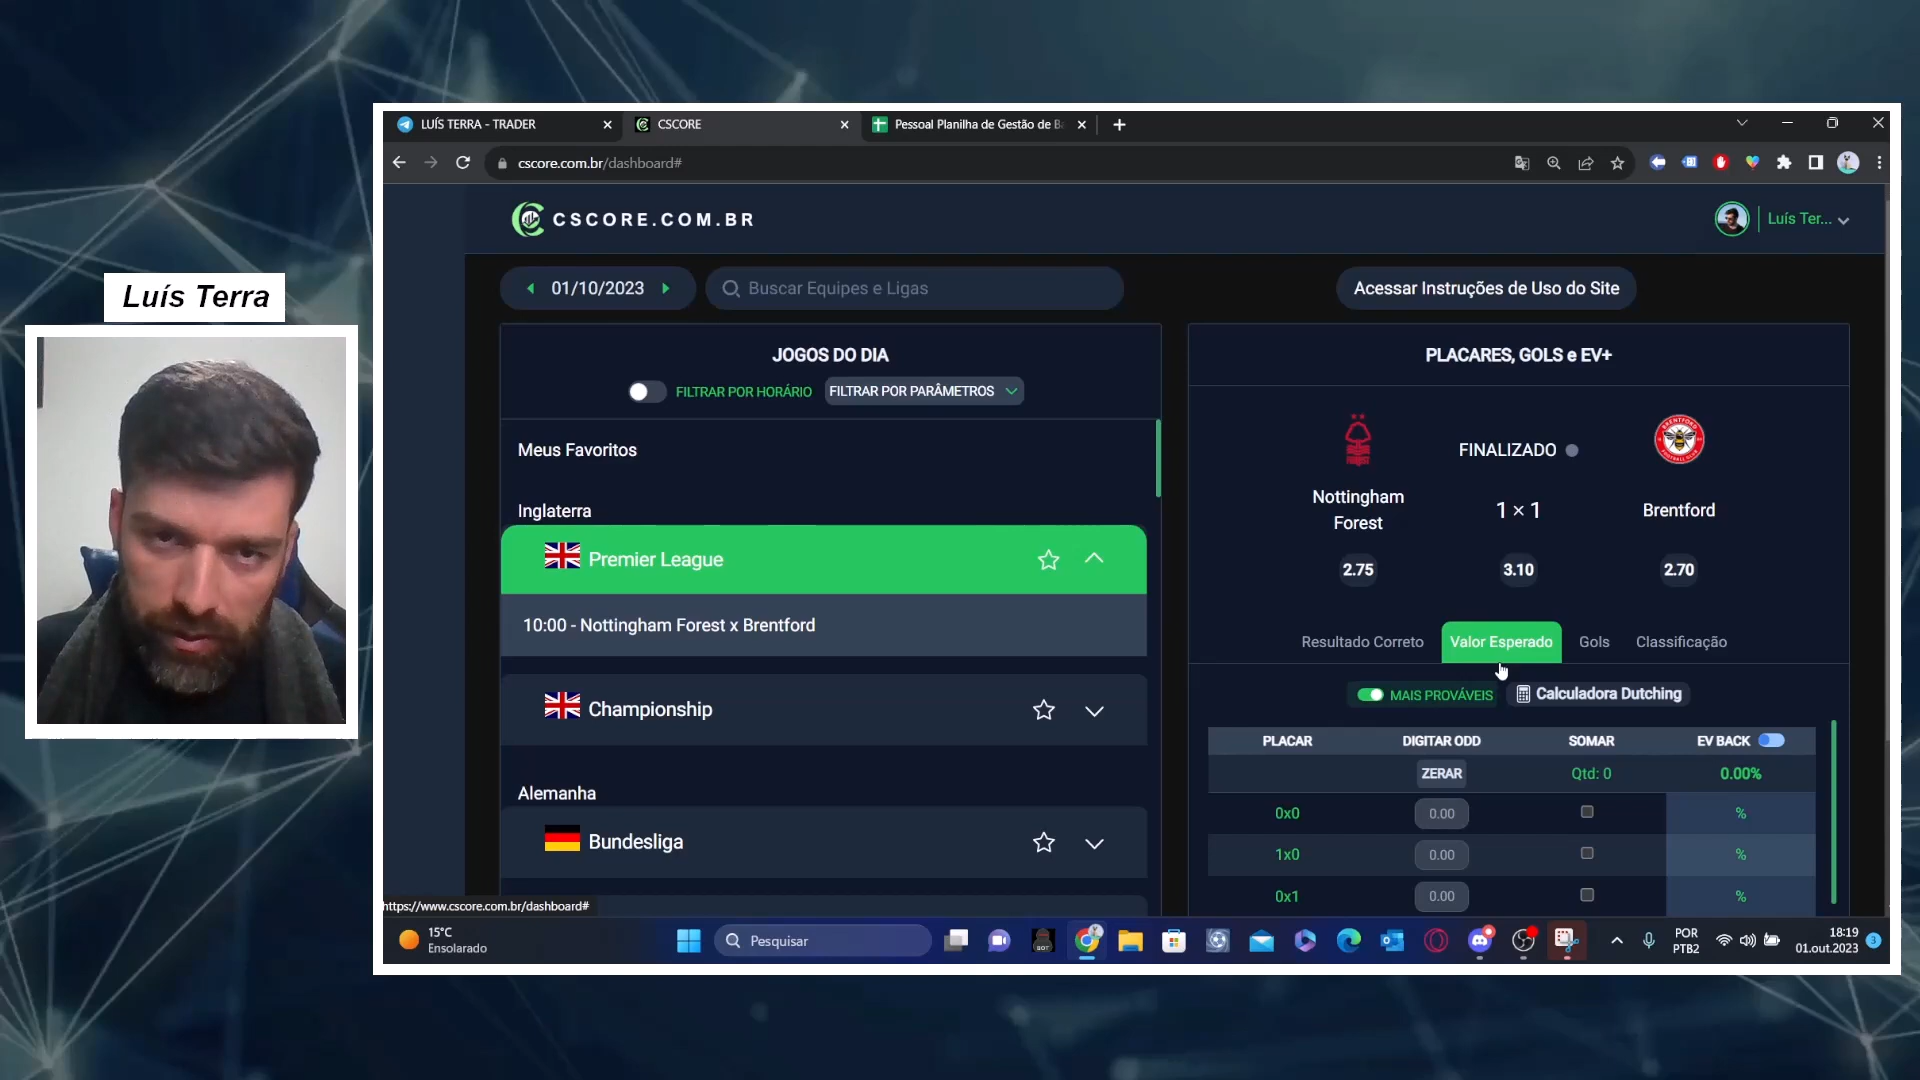 Luís Terra
LUÍS TERRA - TRADER
CSCORE
Pessoal Planilha de Gestão de B
cscore.com.br/dashboard#
CSCORE.COM.BR
Luís Ter...
01/10/2023
Buscar Equipes e Ligas
Acessar Instruções de Uso do Site
JOGOS DO DIA
FILTRAR POR HORÁRIO
FILTRAR POR PARÂMETROS
Meus Favoritos
Inglaterra
Premier League
10:00 - Nottingham Forest x Brentford
Championship
Alemanha
Bundesliga
PLACARES, GOLS e EV+
FINALIZADO
Nottingham
Forest
1 × 1
Brentford
2.75
3.10
2.70
Resultado Correto
Valor Esperado
Gols
Classificação
MAIS PROVÁVEIS
Calculadora Dutching
PLACAR
DIGITAR ODD
SOMAR
EV BACK
ZERAR
Qtd: 0
0.00%
0x0
0.00
%
1x0
0.00
%
0x1
0.00
%
https://www.cscore.com.br/dashboard#
15°C
Ensolarado
Pesquisar
POR
PTB2
18:19
01.out.2023
3